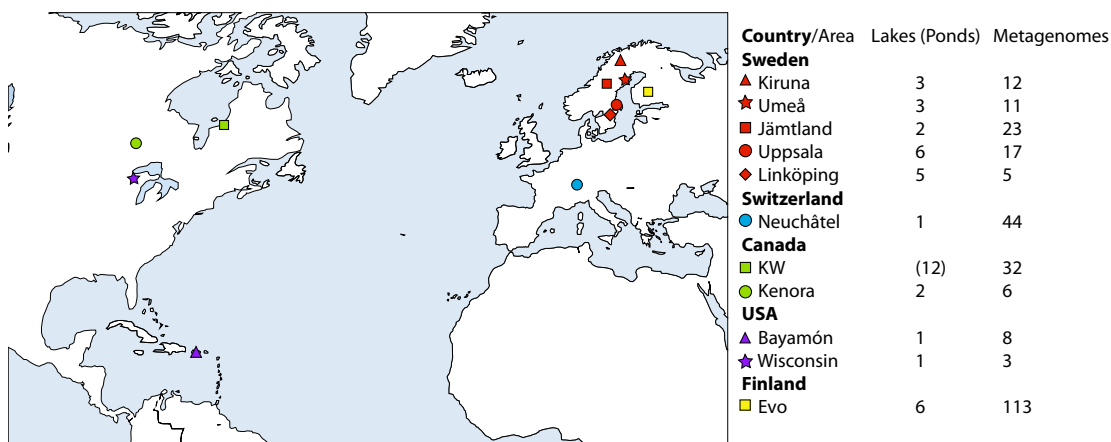 Country/Area Lakes (Ponds) Metagenomes
Sweden
Kiruna 3 12
Umeå 3 11
Jämtland 2 23
Uppsala 6 17
Linköping 5 5
Switzerland
Neuchâtel 1 44
Canada
KW (12) 32
Kenora 2 6
USA
Bayamón 1 8
Wisconsin 1 3
Finland
Evo 6 113